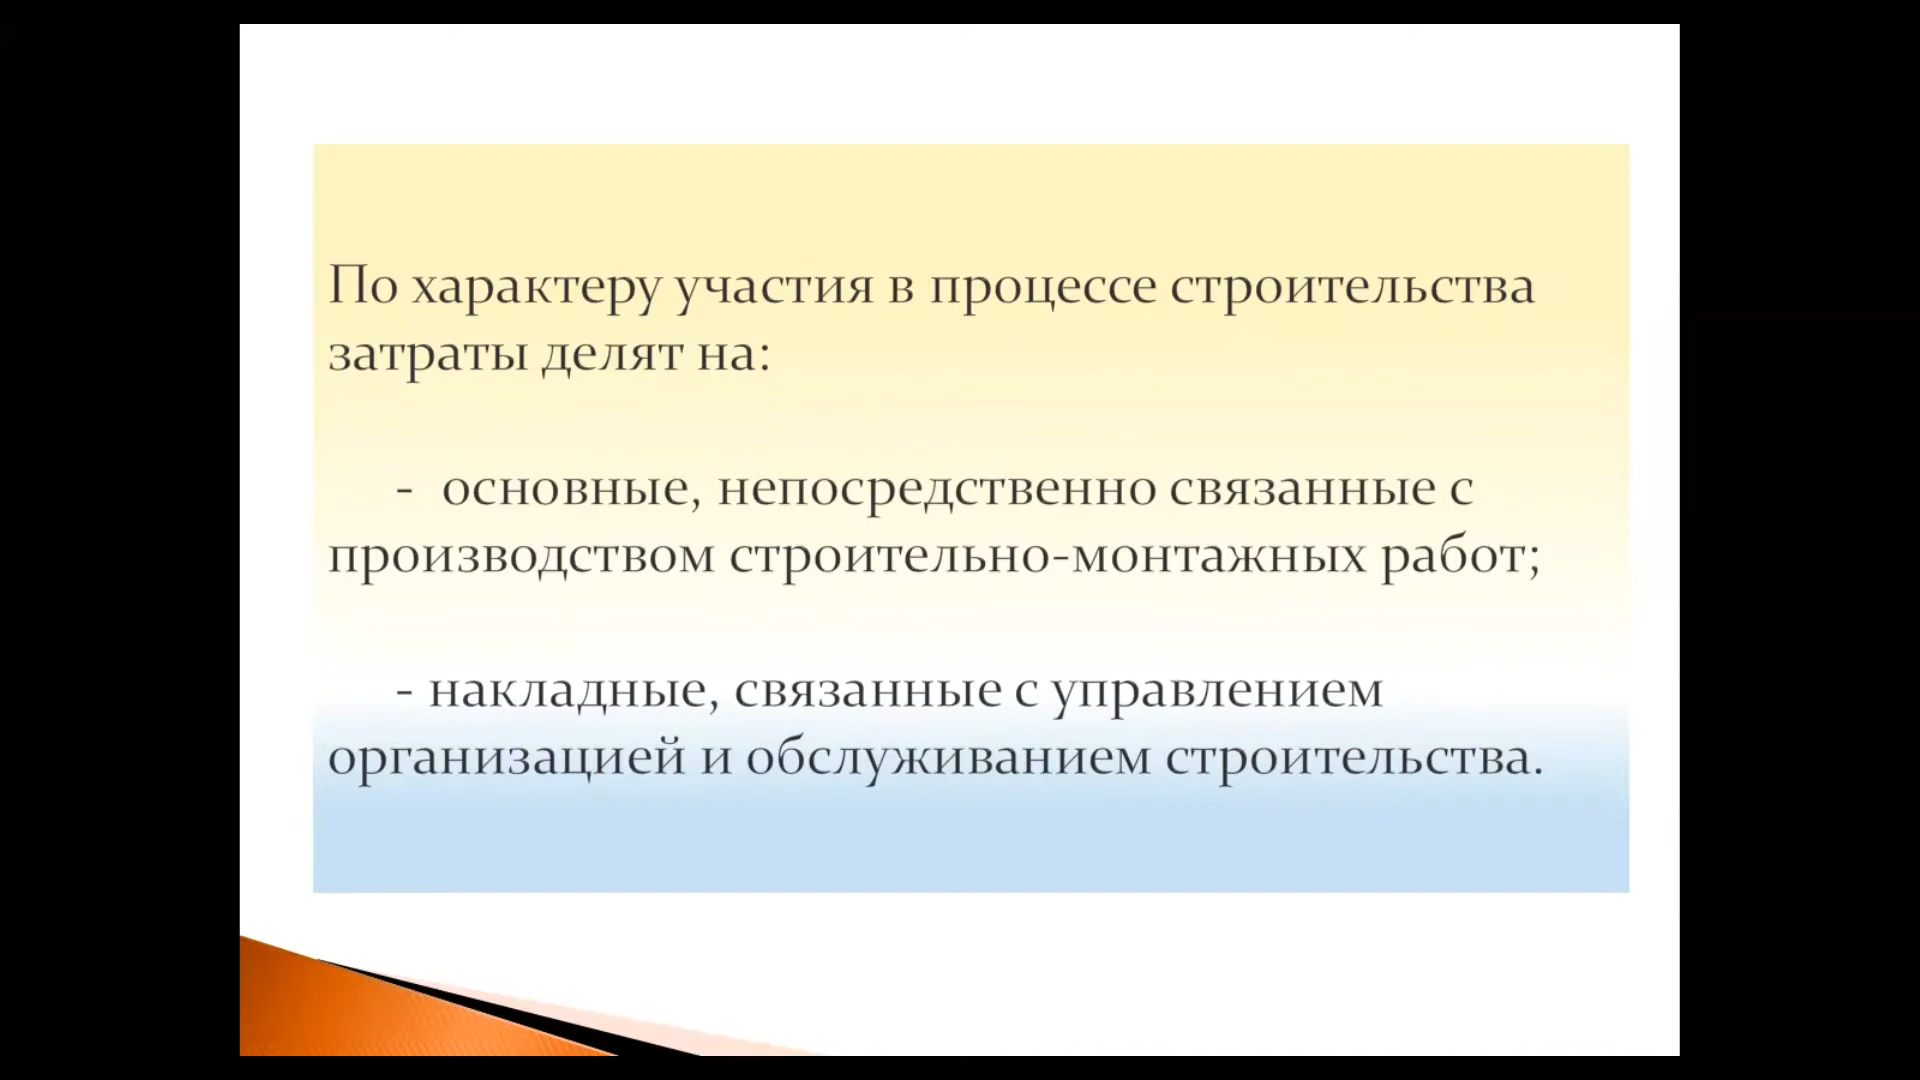 По характеру участия в процессе строительства
затраты делят на:
- основные, непосредственно связанные с
производством строительно-монтажных работ;
- накладные, связанные с управлением
организацией и обслуживанием строительства.